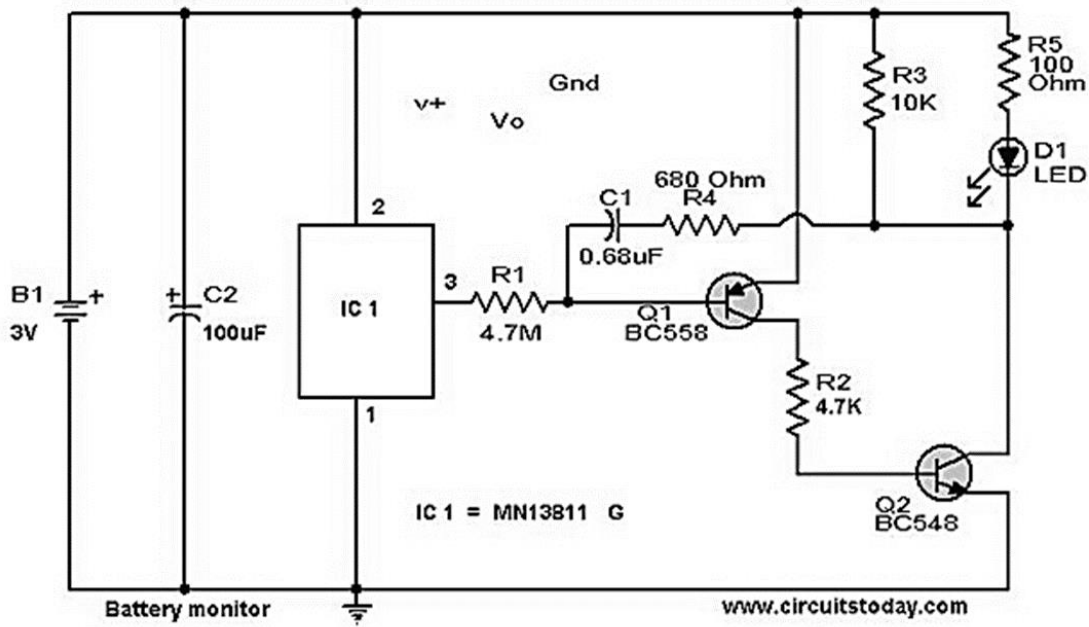 R5
100
Ohm
R3
10K
Gnd
v+
Vo
D1
LED
680 Ohm
R4
C1
0.68uF
2
3
R1
4.7M
B1
3V
+
+
C2
100uF
IC 1
Q1
BC558
R2
4.7K
1
IC 1 = MN13811 G
Q2
BC548
Battery monitor
www.circuitstoday.com